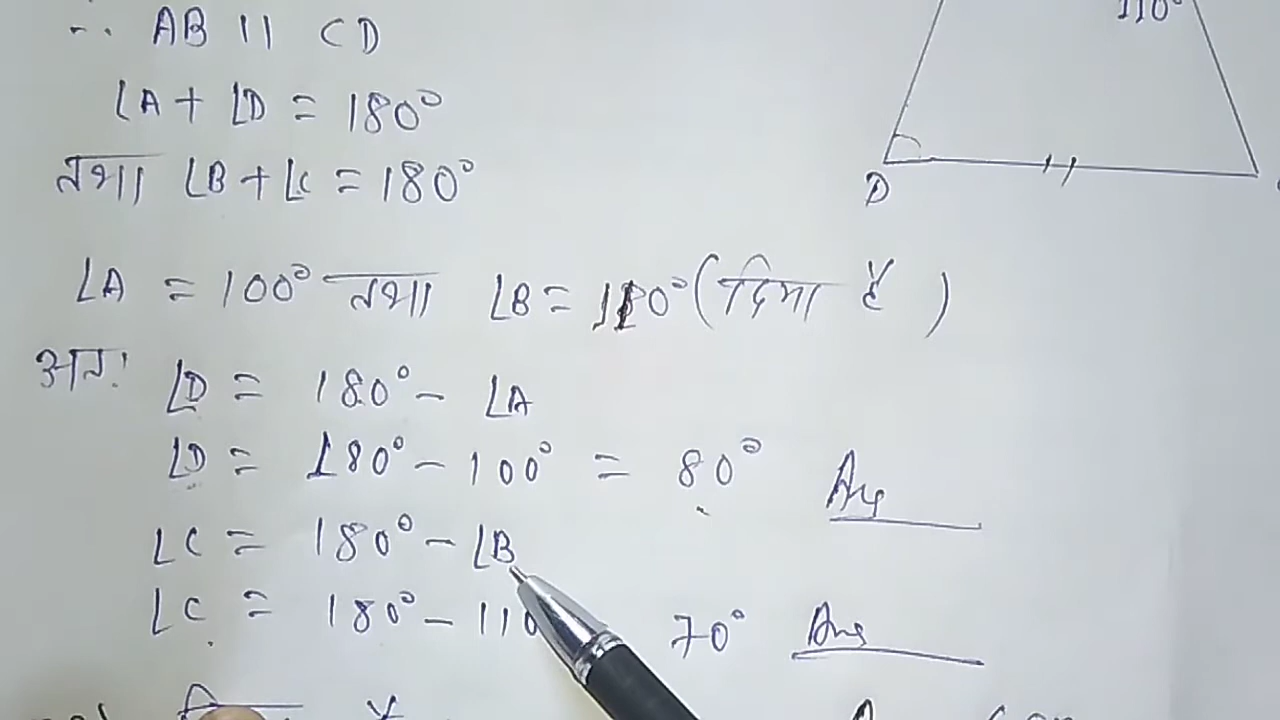 ∴ AB || CD
110°
∠A + ∠D = 180°
तथा ∠B + ∠C = 180°
D
∠A = 100° तथा ∠B = 110° (दिया है)
अतः ∠D = 180° - ∠A
∠D = 180° - 100° = 80° Ans
∠C = 180° - ∠B
∠C = 180° - 110 70° Ans